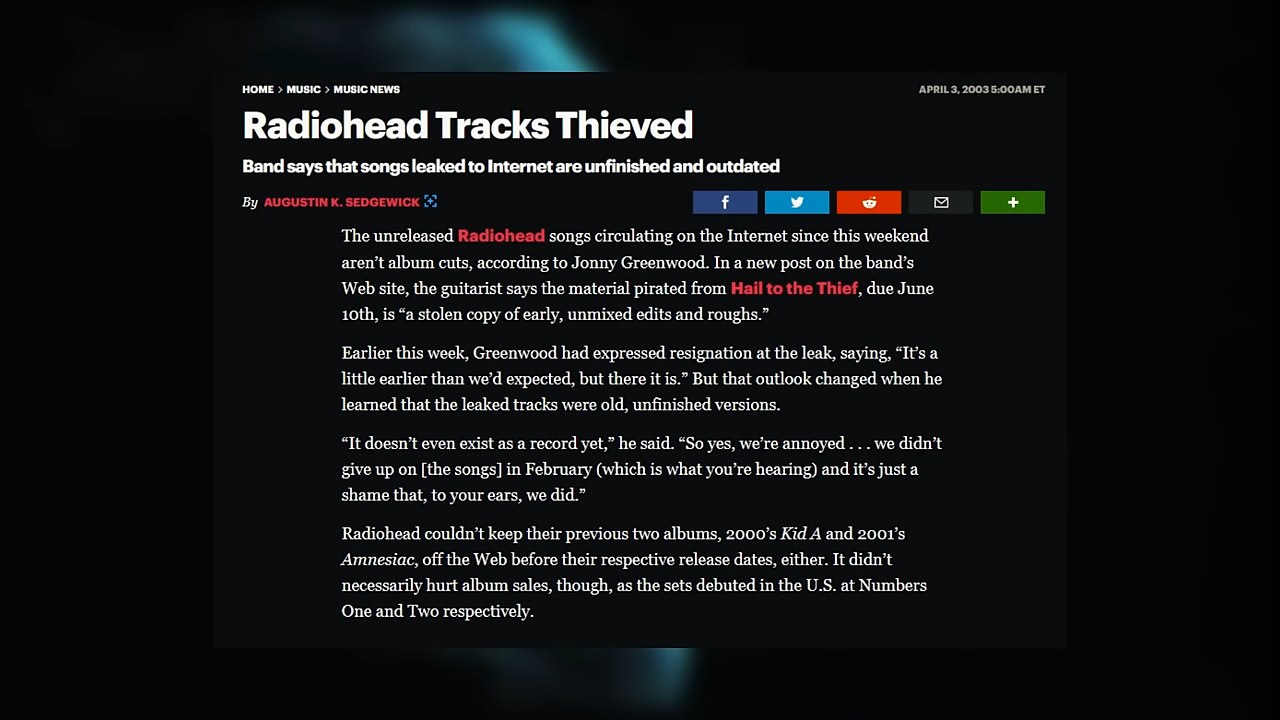 HOME > MUSIC > MUSIC NEWS
APRIL 3, 2003 5:00AM ET
Radiohead Tracks Thieved
Band says that songs leaked to Internet are unfinished and outdated
By AUGUSTIN K. SEDGEWICK
The unreleased Radiohead songs circulating on the Internet since this weekend
aren’t album cuts, according to Jonny Greenwood. In a new post on the band’s
Web site, the guitarist says the material pirated from Hail to the Thief, due June
10th, is “a stolen copy of early, unmixed edits and roughs.”
Earlier this week, Greenwood had expressed resignation at the leak, saying, “It’s a
little earlier than we’d expected, but there it is.” But that outlook changed when he
learned that the leaked tracks were old, unfinished versions.
“It doesn’t even exist as a record yet,” he said. “So yes, we’re annoyed . . . we didn’t
give up on [the songs] in February (which is what you’re hearing) and it’s just a
shame that, to your ears, we did.”
Radiohead couldn’t keep their previous two albums, 2000’s Kid A and 2001’s
Amnesiac, off the Web before their respective release dates, either. It didn’t
necessarily hurt album sales, though, as the sets debuted in the U.S. at Numbers
One and Two respectively.